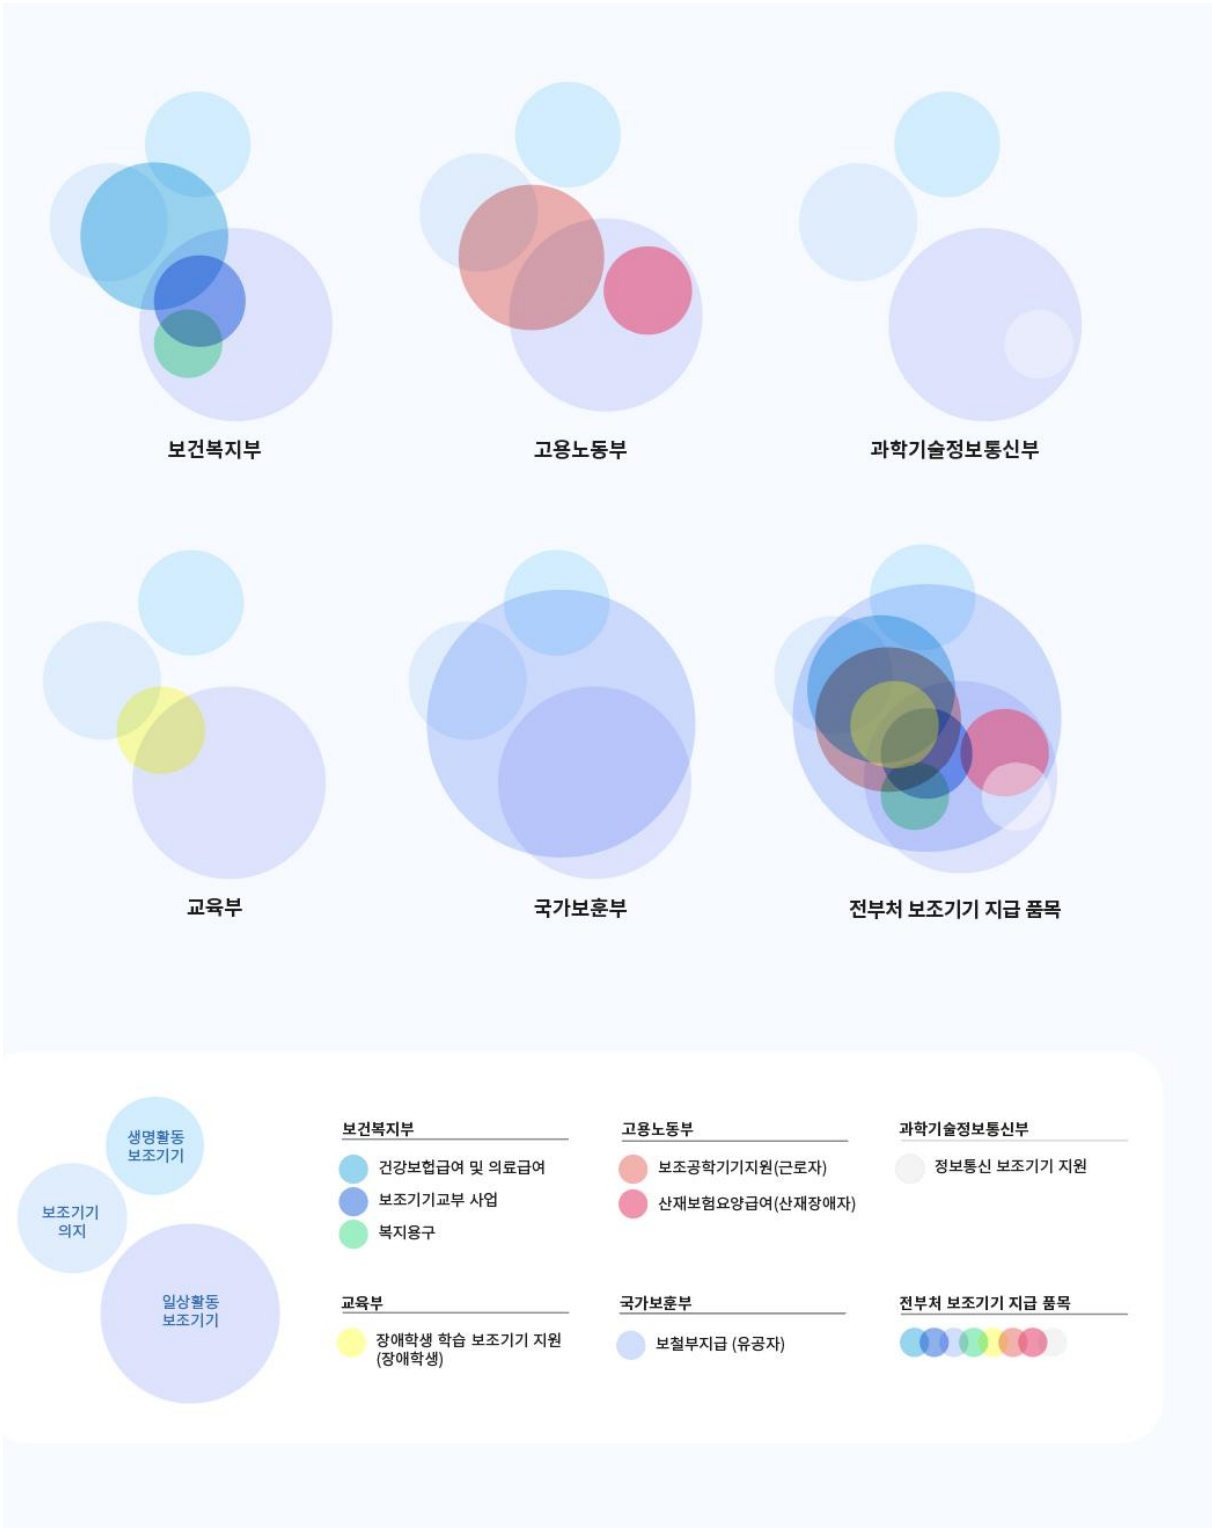 보건복지부
고용노동부
과학기술정보통신부
교육부
국가보훈부
전부처 보조기기 지급 품목
생명활동
보조기기
보조기기
의지
일상활동
보조기기
보건복지부
건강보헙급여 및 의료급여
보조기기교부 사업
복지용구
고용노동부
보조공학기기지원(근로자)
산재보험요양급여(산재장애자)
과학기술정보통신부
정보통신 보조기기 지원
교육부
장애학생 학습 보조기기 지원
(장애학생)
국가보훈부
보철부지급 (유공자)
전부처 보조기기 지급 품목